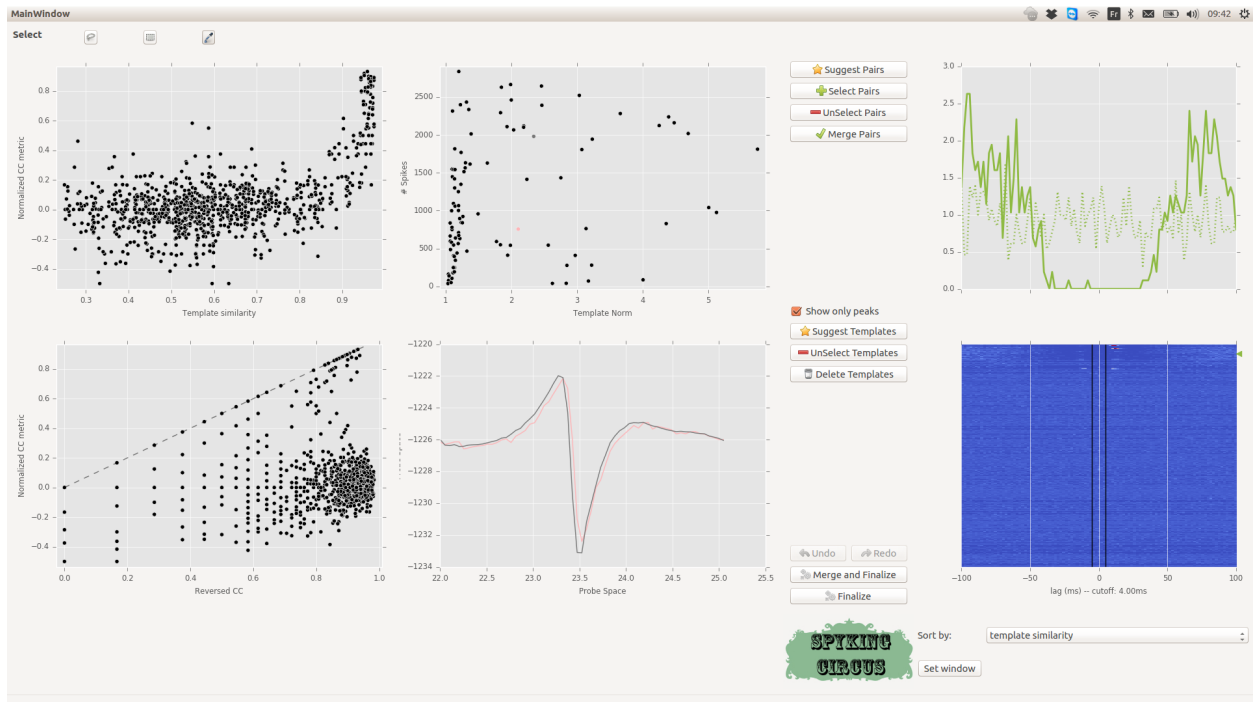 MainWindow
Fr
09:42
Select
Suggest Pairs
Select Pairs
UnSelect Pairs
Merge Pairs
Normalized CC metric
0.8
0.6
0.4
0.2
0.0
−0.2
−0.4
0.3 0.4 0.5 0.6 0.7 0.8 0.9
Template similarity
# Spikes
2500
2000
1500
1000
500
0
1 2 3 4 5
Template Norm
3.0
2.5
2.0
1.5
1.0
0.5
0.0
Show only peaks
Suggest Templates
UnSelect Templates
Delete Templates
Normalized CC metric
0.8
0.6
0.4
0.2
0.0
−0.2
−0.4
0.0 0.2 0.4 0.6 0.8 1.0
Reversed CC
−1220
−1222
−1224
−1226
−1228
−1230
−1232
−1234
22.0 22.5 23.0 23.5 24.0 24.5 25.0 25.5
Probe Space
Undo Redo
Merge and Finalize
Finalize
−100 −50 0 50 100
lag (ms) -- cutoff: 4.00ms
SPYKING
CIRCUS
Sort by: template similarity
Set window